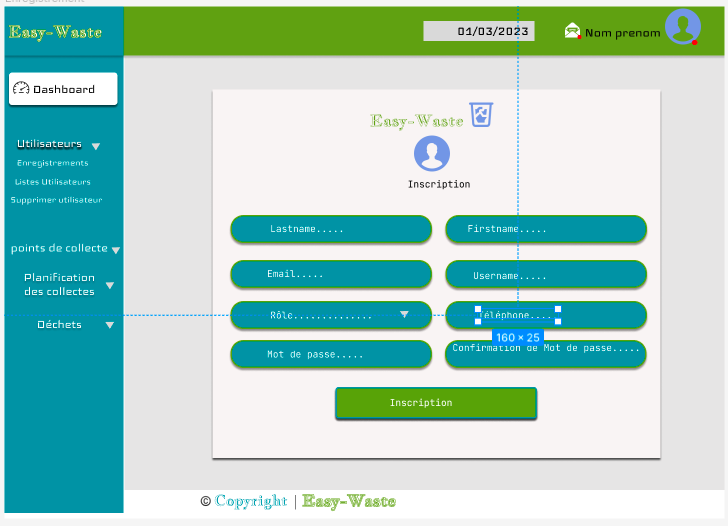 Enregistrement
Easy-Waste
01/03/2023
Nom prenom
Dashboard
Utilisateurs
Enregistrements
Listes Utilisateurs
Supprimer utilisateur
points de collecte
Planification
des collectes
Déchets
Easy-Waste
Inscription
Lastname.....
Firstname.....
Email.....
Username.....
Rôle..............
Téléphone.....
160 × 25
Mot de passe.....
Confirmation de Mot de passe.....
Inscription
© Copyright | Easy-Waste